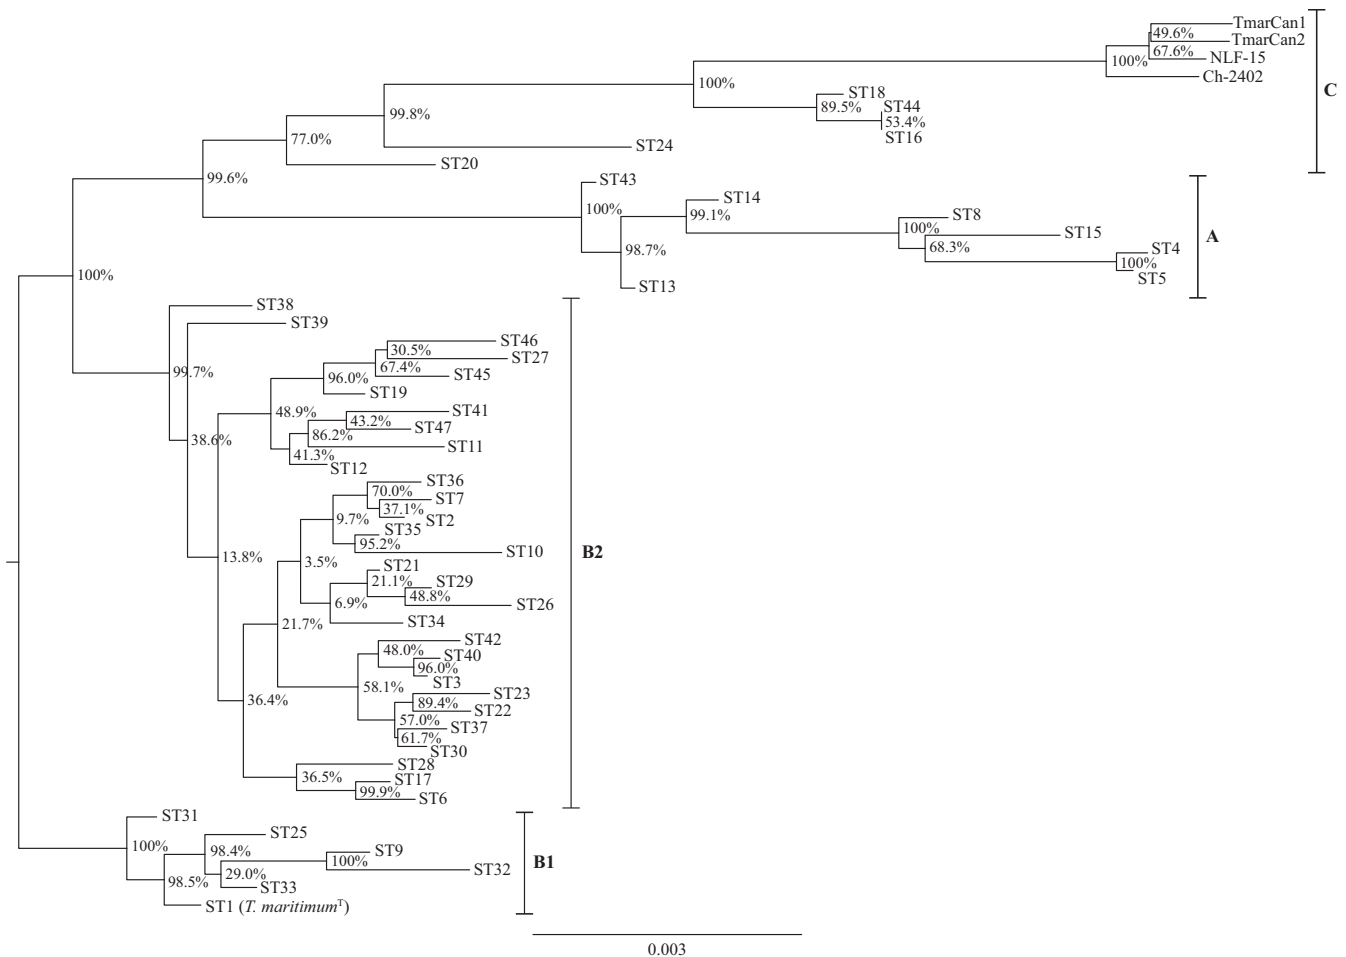 TmarCan1
49.6%
TmarCan2
67.6%
NLF-15
100%
Ch-2402
100%
C
ST18
89.5%
ST44
53.4%
ST16
99.8%
77.0%
ST24
ST20
99.6%
ST43
100%
ST14
99.1%
ST8
100%
ST15
68.3%
A
98.7%
ST4
100%
ST5
100%
ST13
ST38
ST39
ST46
30.5%
ST27
67.4%
99.7%
96.0%
ST45
ST19
48.9%
ST41
43.2%
ST47
86.2%
38.6%
ST11
41.3%
ST12
ST36
70.0%
ST7
37.1%
9.7%
ST2
ST35
95.2%
ST10
B2
13.8%
3.5%
ST21
21.1%
ST29
48.8%
6.9%
ST26
21.7%
ST34
ST42
48.0%
ST40
96.0%
ST3
58.1%
36.4%
ST23
89.4%
ST22
57.0%
ST37
61.7%
ST30
ST28
36.5%
ST17
99.9%
ST6
ST31
100%
ST25
98.4%
ST9
100%
B1
ST32
29.0%
98.5%
ST33
ST1 (T. maritimumᵀ)
0.003